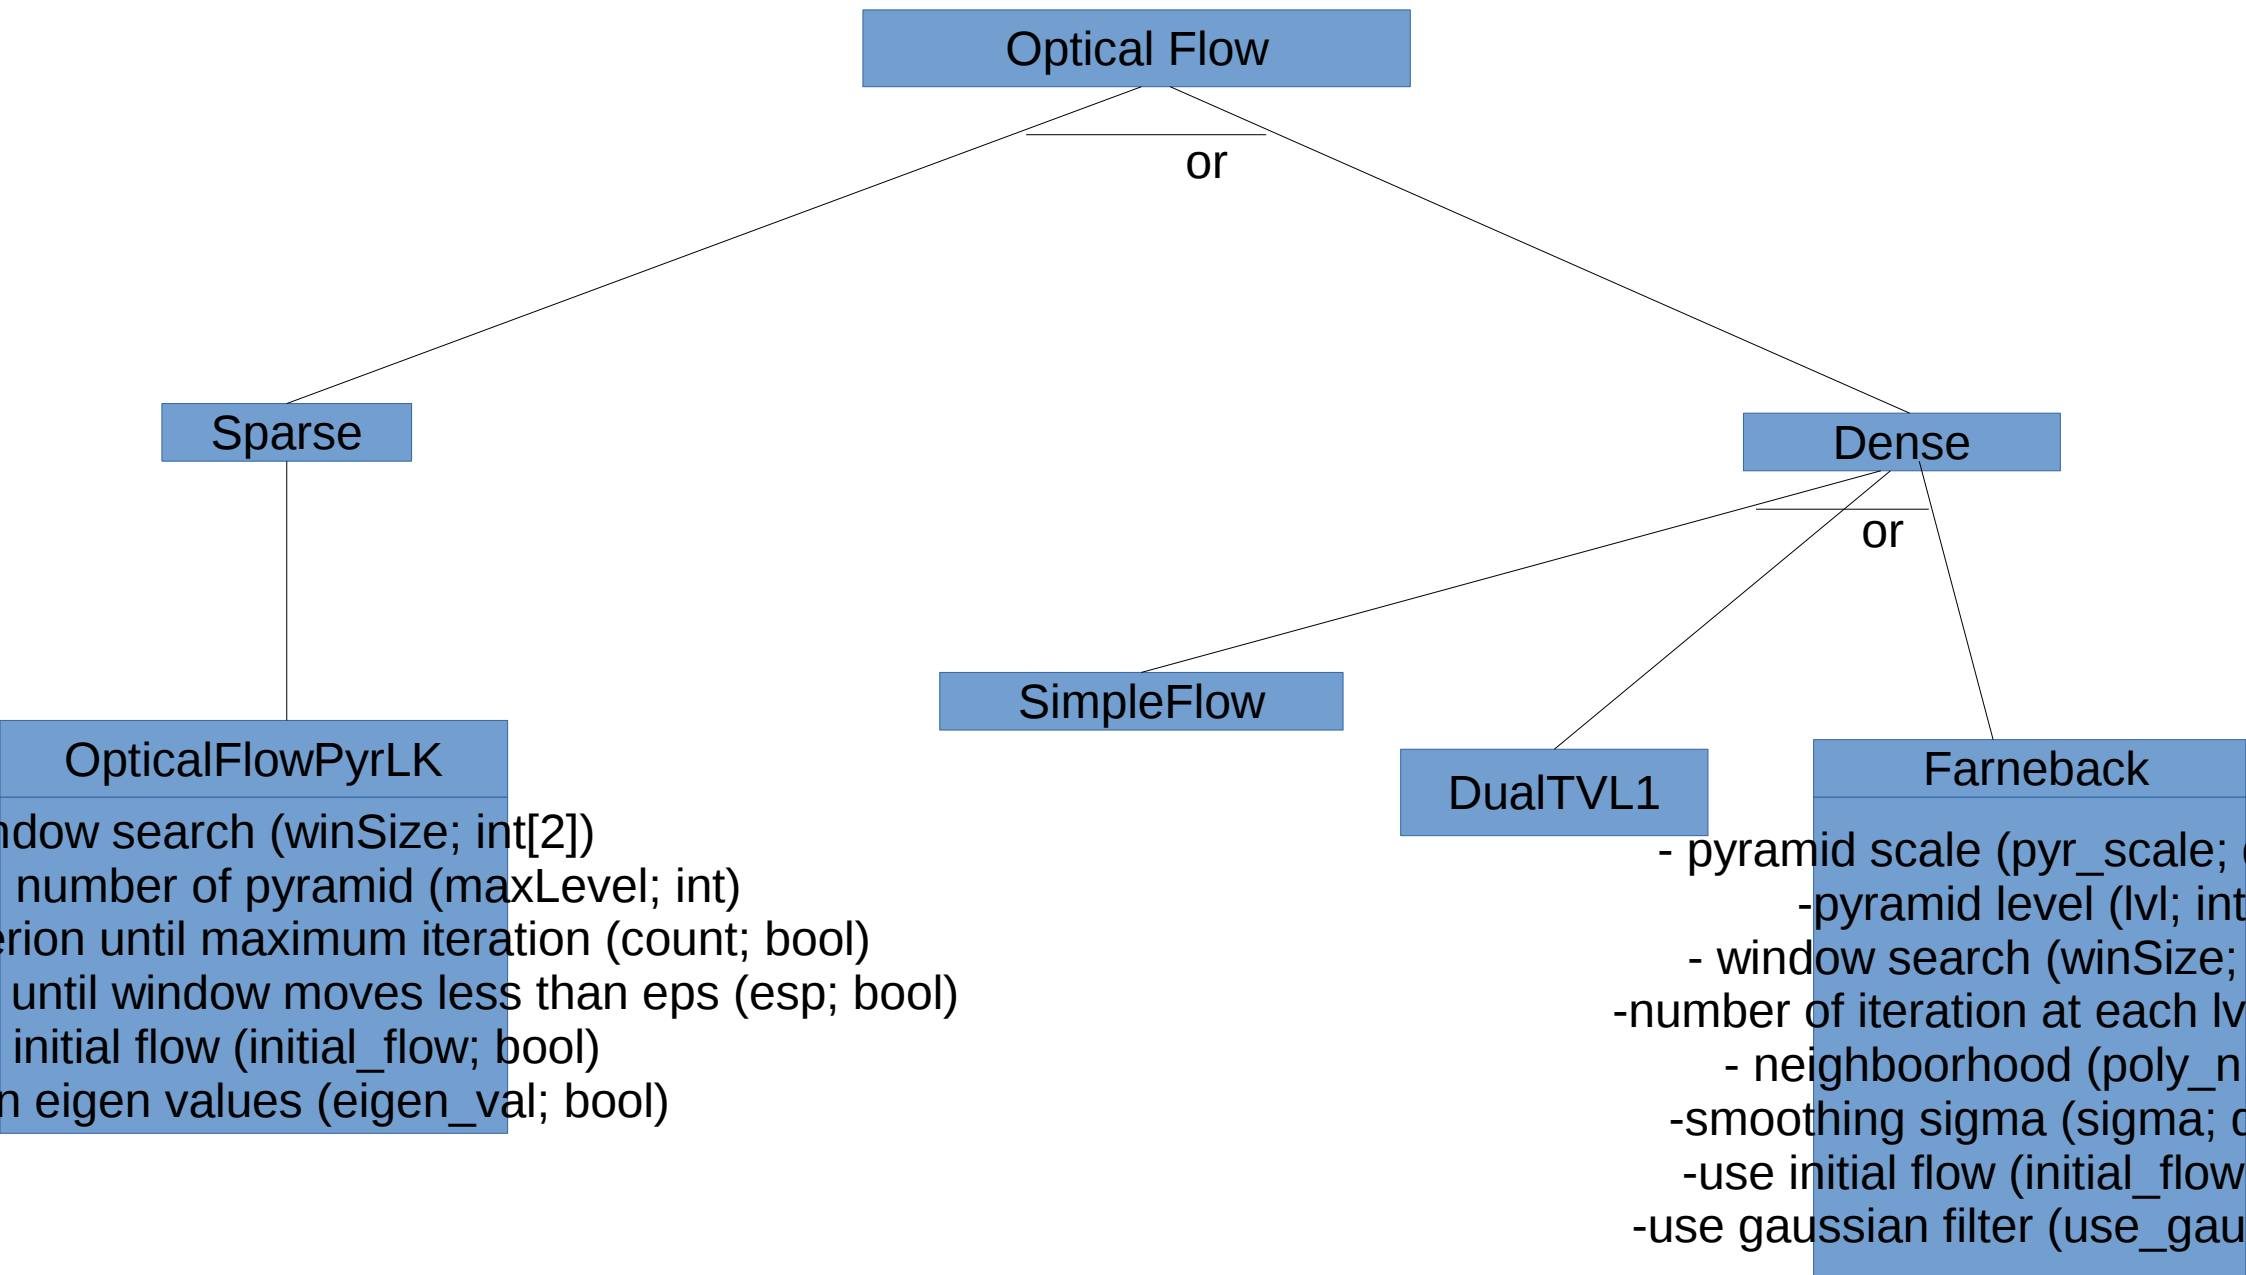 Optical Flow
or
Sparse
Dense
or
SimpleFlow
OpticalFlowPyrLK
DualTVL1
Farneback
ndow search (winSize; int[2])
number of pyramid (maxLevel; int)
erion until maximum iteration (count; bool)
until window moves less than eps (esp; bool)
initial flow (initial_flow; bool)
n eigen values (eigen_val; bool)
- pyramid scale (pyr_scale;
-pyramid level (lvl; int
- window search (winSize;
-number of iteration at each lv
- neighboorhood (poly_n
-smoothing sigma (sigma; d
-use initial flow (initial_flow
-use gaussian filter (use_gau